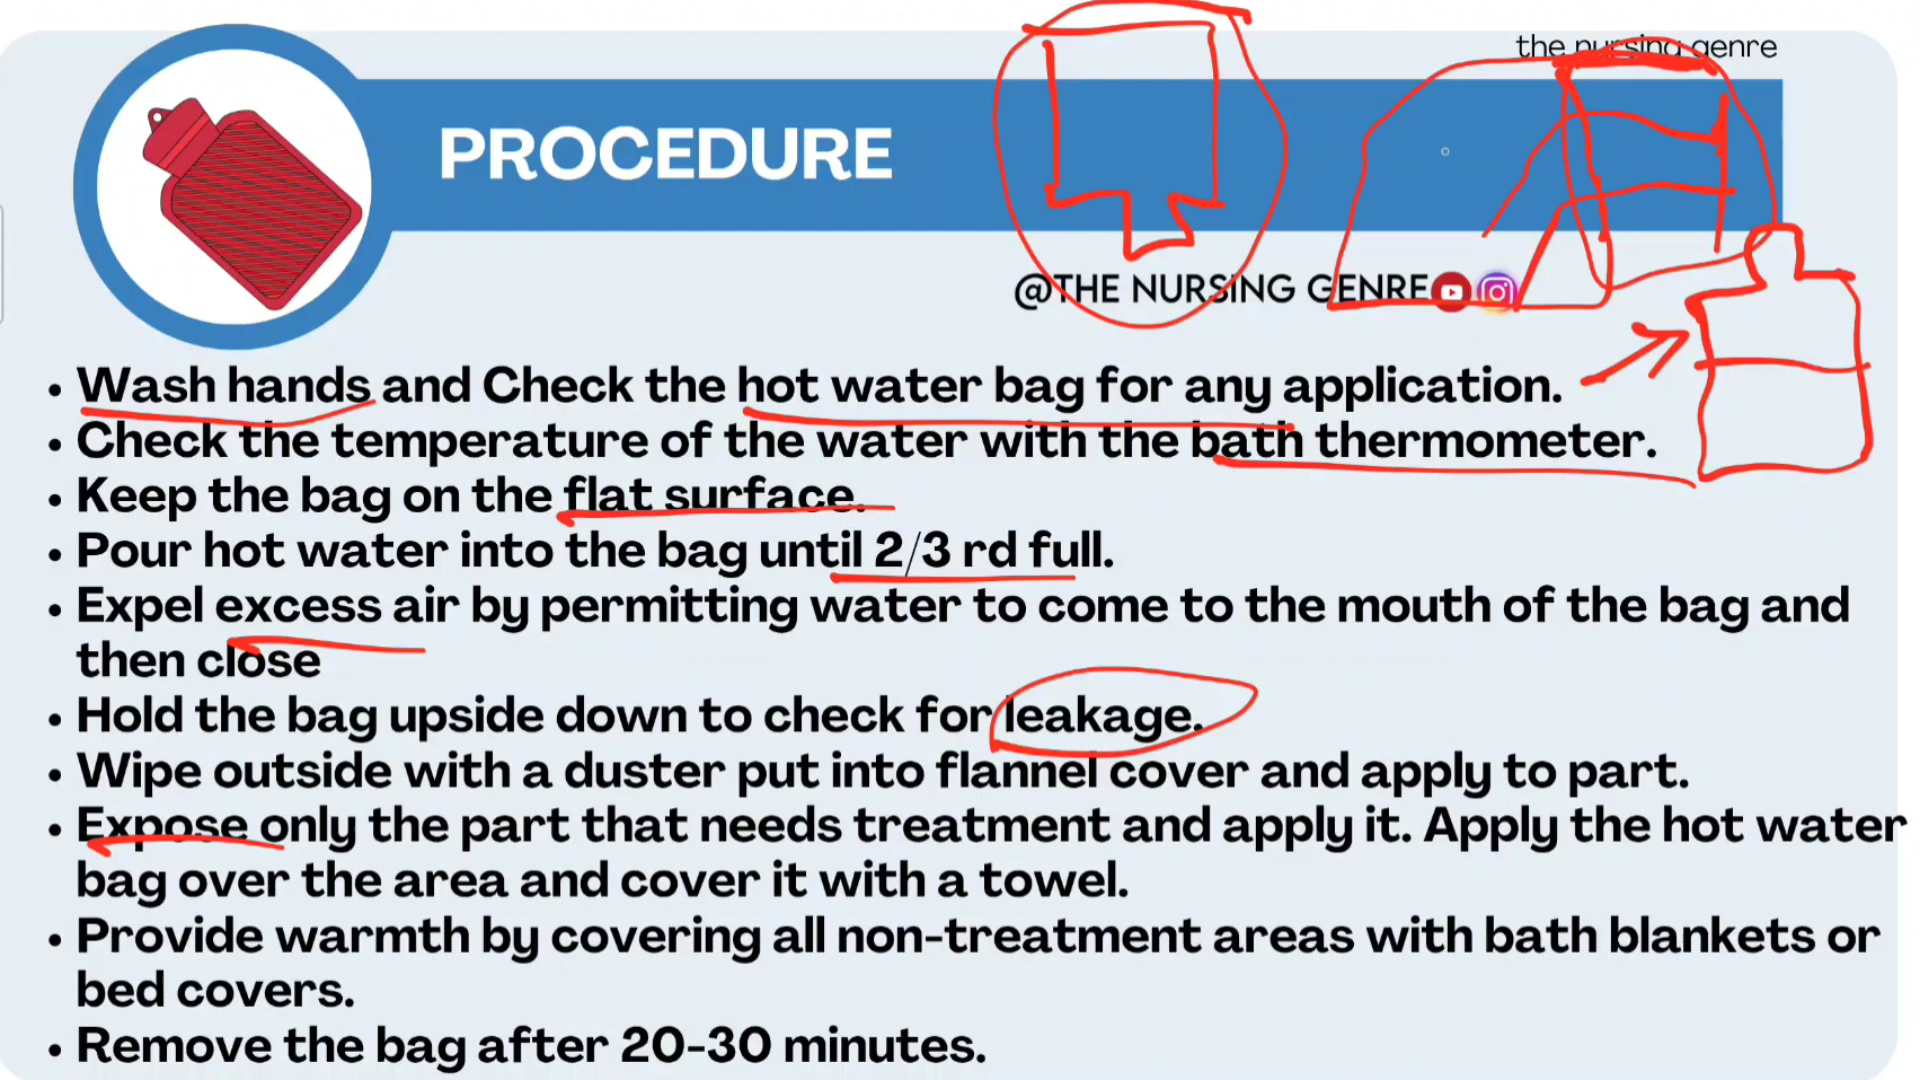 the nursing genre
PROCEDURE
@THE NURSING GENRE
• Wash hands and Check the hot water bag for any application.
• Check the temperature of the water with the bath thermometer.
• Keep the bag on the flat surface.
• Pour hot water into the bag until 2/3 rd full.
• Expel excess air by permitting water to come to the mouth of the bag and
then close
• Hold the bag upside down to check for leakage.
• Wipe outside with a duster put into flannel cover and apply to part.
• Expose only the part that needs treatment and apply it. Apply the hot water
bag over the area and cover it with a towel.
• Provide warmth by covering all non-treatment areas with bath blankets or
bed covers.
• Remove the bag after 20-30 minutes.